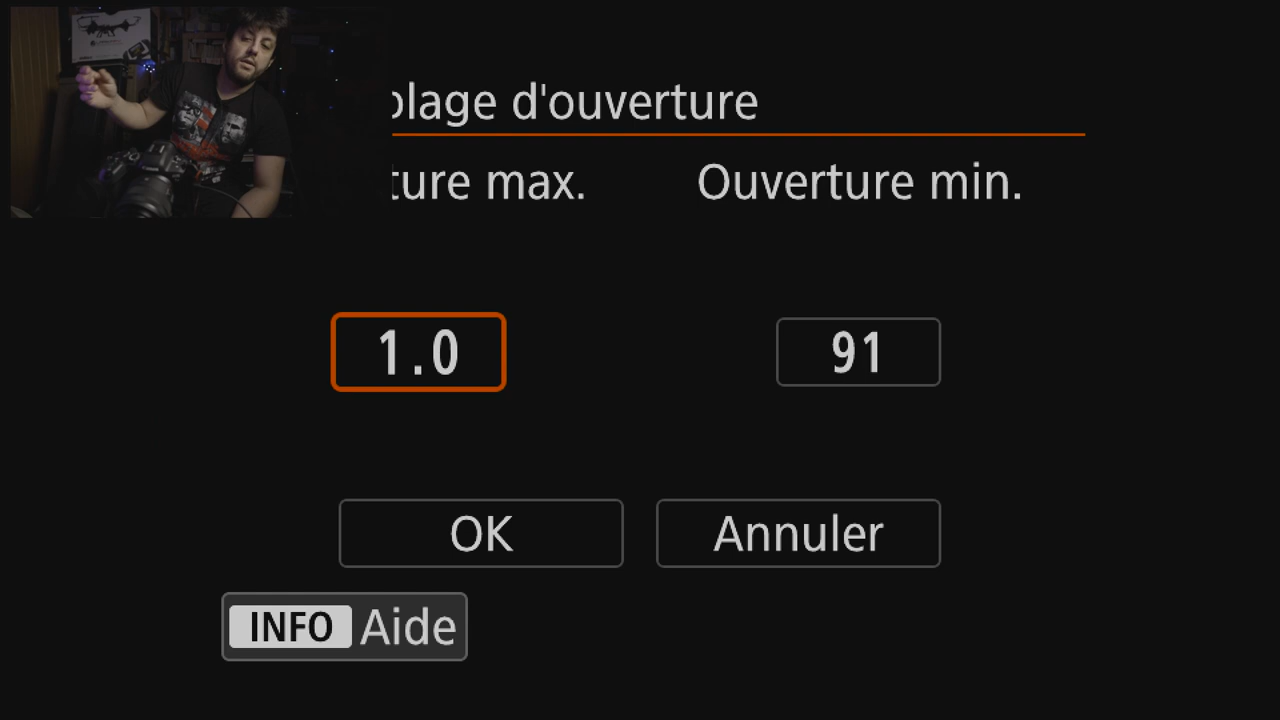 plage d'ouverture
ture max. Ouverture min.
1.0 91
OK Annuler
INFO Aide